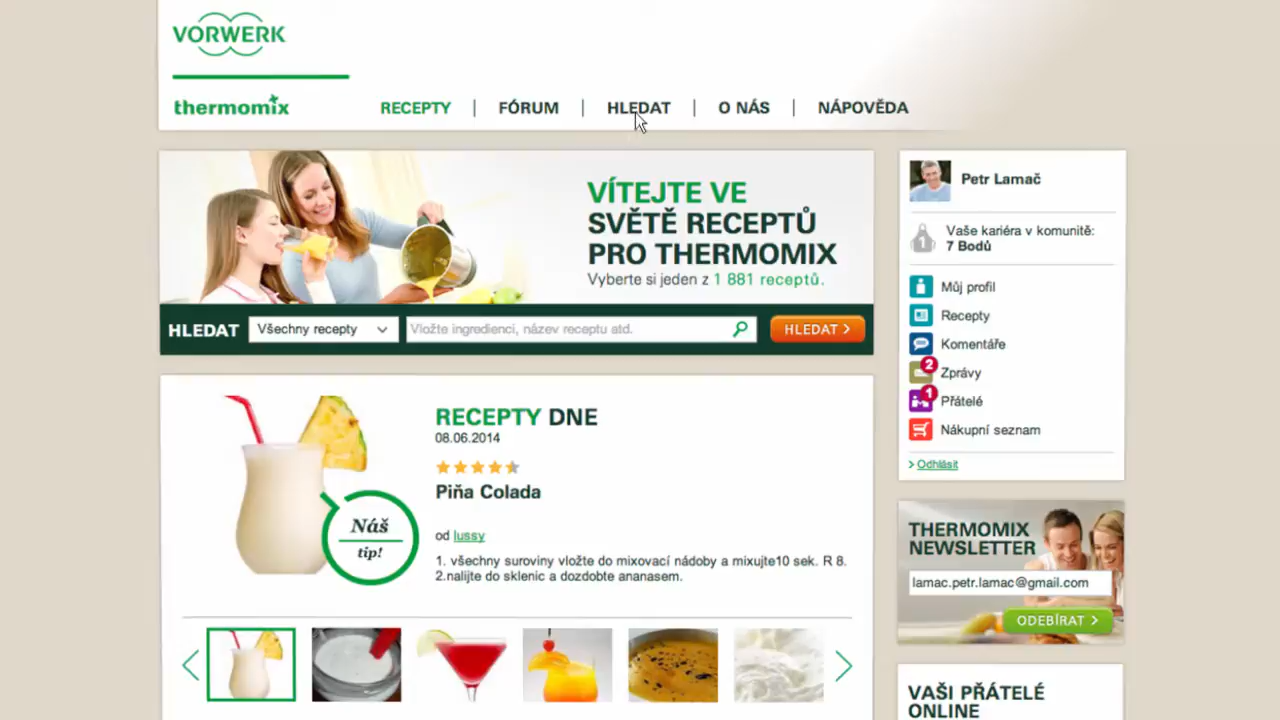 VORWERK
thermomix
RECEPTY | FÓRUM | HLEDAT | O NÁS | NÁPOVĚDA
VÍTEJTE VE
SVĚTĚ RECEPTŮ
PRO THERMOMIX
Vyberte si jeden z 1 881 receptů.
HLEDAT Všechny recepty Vložte ingredienci, název receptu atd. HLEDAT >
RECEPTY DNE
08.06.2014
Piňa Colada
Náš
tip!
od lussy
1. všechny suroviny vložte do mixovací nádoby a mixujte10 sek. R 8.
2.nalijte do sklenic a dozdobte ananasem.
Petr Lamač
Vaše kariéra v komunitě:
1
7 Bodů
Můj profil
Recepty
Komentáře
2
Zprávy
1
Přátelé
Nákupní seznam
> Odhlásit
THERMOMIX
NEWSLETTER
lamac.petr.lamac@gmail.com
ODEBÍRAT >
VAŠI PŘÁTELÉ
ONLINE